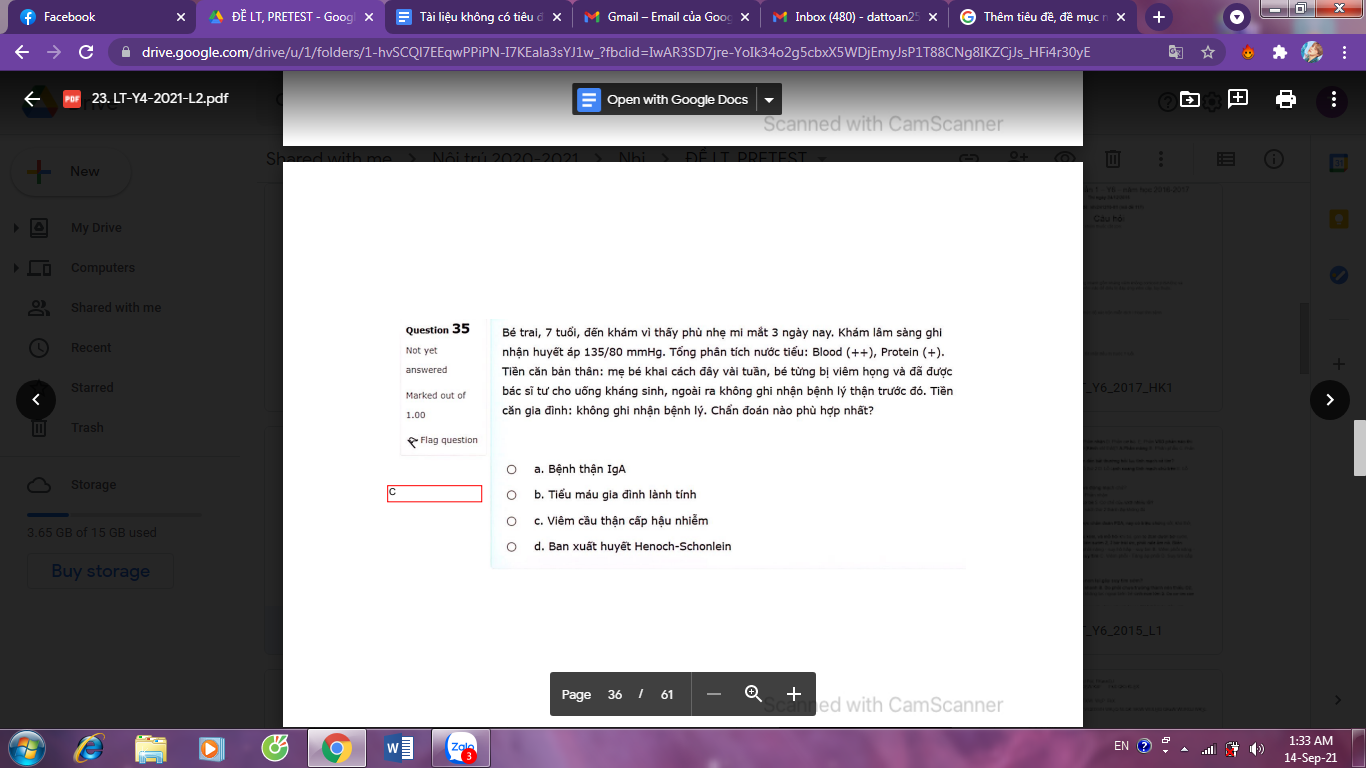 Facebook
ĐỀ LT, PRETEST - Googl
Tài liệu không có tiêu đ
Gmail – Email của Goog
Inbox (480) - dattoan25
Thêm tiêu đề, đề mục n
drive.google.com/drive/u/1/folders/1-hvSCQI7EEqwPPiPN-I7KEala3sYJ1w_?fbclid=IwAR3SD7jre-YoIk34o2g5cbxX5WDjEmyJsP1T88CNg8IKZCjJs_HFi4r30yE
PDF 23. LT-Y4-2021-L2.pdf
Open with Google Docs
Scanned with CamScanner
Shared with me > Nội trú 2020-2021 > Nhi > ĐỀ LT, PRETEST
New
My Drive
Computers
Shared with me
Recent
Starred
Trash
Storage
3.65 GB of 15 GB used
Buy storage
Question 35
Not yet
answered
Marked out of
1.00
Flag question
C
Bé trai, 7 tuổi, đến khám vì thấy phù nhẹ mi mắt 3 ngày nay. Khám lâm sàng ghi
nhận huyết áp 135/80 mmHg. Tổng phân tích nước tiểu: Blood (++), Protein (+).
Tiền căn bản thân: mẹ bé khai cách đây vài tuần, bé từng bị viêm họng và đã được
bác sĩ tư cho uống kháng sinh, ngoài ra không ghi nhận bệnh lý thận trước đó. Tiền
căn gia đình: không ghi nhận bệnh lý. Chẩn đoán nào phù hợp nhất?
a. Bệnh thận IgA
b. Tiểu máu gia đình lành tính
c. Viêm cầu thận cấp hậu nhiễm
d. Ban xuất huyết Henoch-Schonlein
Câu hỏi
_Y6_2017_HK1
_Y6_2015_L1
Page 36 / 61
Scanned with CamScanner
Zalo
3
EN
1:33 AM
14-Sep-21